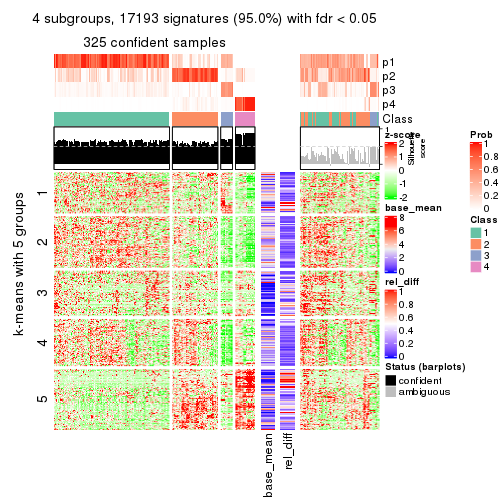 4 subgroups, 17193 signatures (95.0%) with fdr < 0.05
325 confident samples
p1
p2
p3
p4
Class
1
2
3
4
5
k-means with 5 groups
base_mean
rel_diff
1
Silhouette
score
z-score
2
1
0
-1
-2
base_mean
8
6
4
2
0
rel_diff
1
0.8
0.6
0.4
0.2
0
Status (barplots)
confident
ambiguous
Prob
1
0.8
0.6
0.4
0.2
0
Class
1
2
3
4